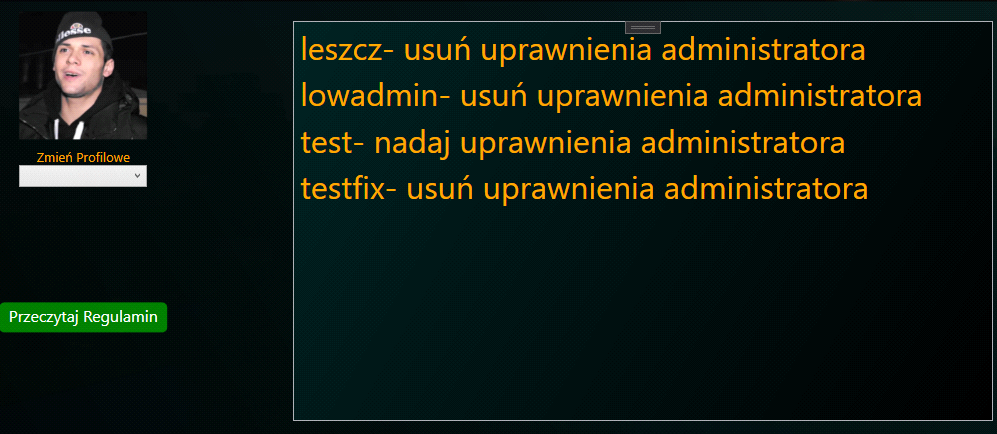 ellesse
Zmień Profilowe
Przeczytaj Regulamin
leszcz- usuń uprawnienia administratora
lowadmin- usuń uprawnienia administratora
test- nadaj uprawnienia administratora
testfix- usuń uprawnienia administratora